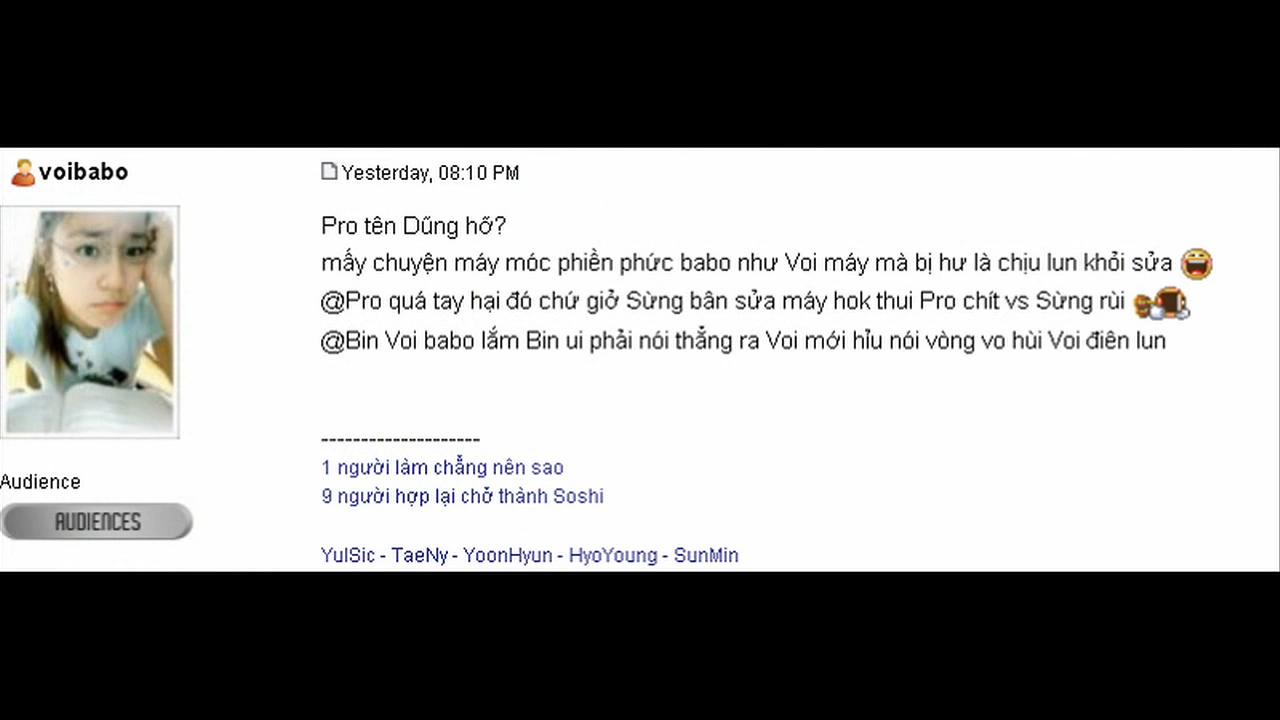 voibabo
Yesterday, 08:10 PM
Pro tên Dũng hỡ?
mấy chuyện máy móc phiền phức babo như Voi máy mà bị hư là chịu lun khỏi sửa
@Pro quá tay hại đó chứ giở Sừng bân sửa máy hok thui Pro chít vs Sừng rùi
@Bin Voi babo lắm Bin ui phải nói thẳng ra Voi mới hỉu nói vòng vo hùi Voi điên lun
--------------------
1 người làm chẳng nên sao
9 người hợp lại chở thành Soshi
Audience
AUDIENCES
YulSic - TaeNy - YoonHyun - HyoYoung - SunMin